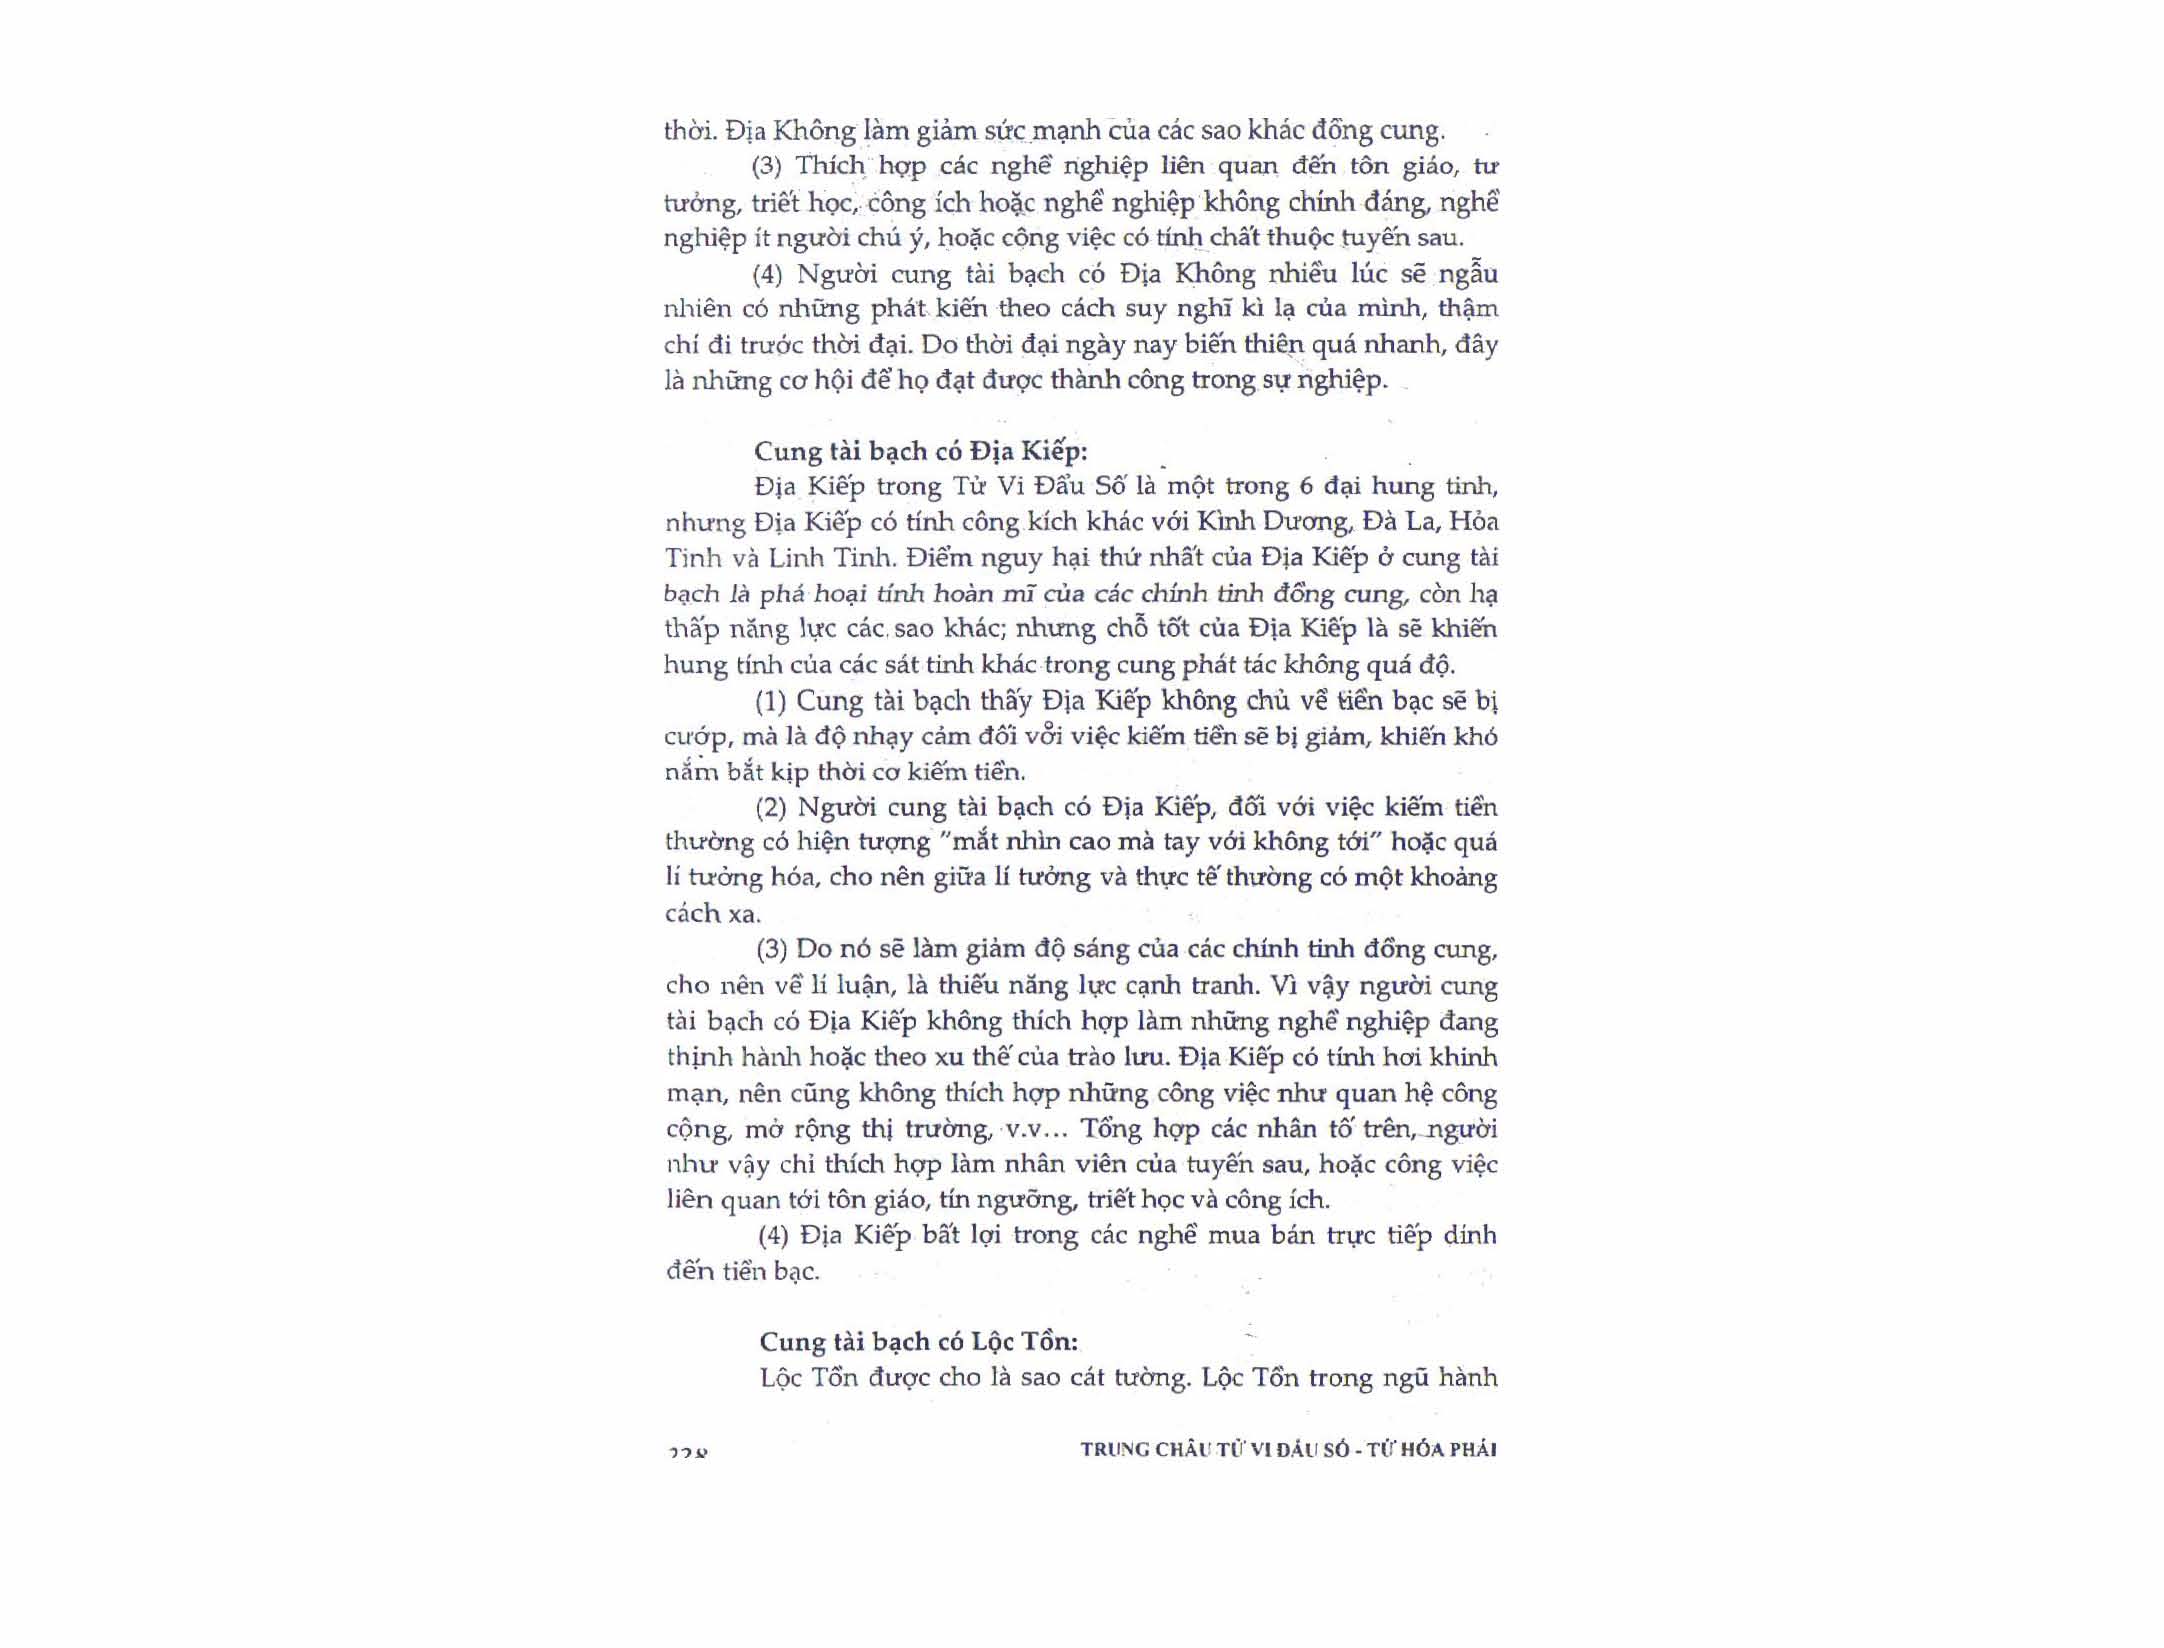 thời. Địa Không làm giảm sức mạnh của các sao khác đồng cung.
(3) Thích hợp các nghề nghiệp liên quan đến tôn giáo, tư
tưởng, triết học, công ích hoặc nghề nghiệp không chính đáng, nghề
nghiệp ít người chú ý, hoặc công việc có tính chất thuộc tuyến sau.
(4) Người cung tài bạch có Địa Không nhiều lúc sẽ ngẫu
nhiên có những phát kiến theo cách suy nghĩ kì lạ của mình, thậm
chí đi trước thời đại. Do thời đại ngày nay biến thiên quá nhanh, đây
là những cơ hội để họ đạt được thành công trong sự nghiệp.
Cung tài bạch có Địa Kiếp:
Địa Kiếp trong Tử Vi Đẩu Số là một trong 6 đại hung tinh,
nhưng Địa Kiếp có tính công kích khác với Kình Dương, Đà La, Hỏa
Tinh và Linh Tinh. Điểm nguy hại thứ nhất của Địa Kiếp ở cung tài
bạch là phá hoại tính hoàn mĩ của các chính tinh đồng cung, còn hạ
thấp năng lực các sao khác; nhưng chỗ tốt của Địa Kiếp là sẽ khiến
hung tính của các sát tinh khác trong cung phát tác không quá độ.
(1) Cung tài bạch thấy Địa Kiếp không chủ về tiền bạc sẽ bị
cướp, mà là độ nhạy cảm đối với việc kiếm tiền sẽ bị giảm, khiến khó
nắm bắt kịp thời cơ kiếm tiền.
(2) Người cung tài bạch có Địa Kiếp, đối với việc kiếm tiền
thường có hiện tượng "mắt nhìn cao mà tay với không tới" hoặc quá
lí tưởng hóa, cho nên giữa lí tưởng và thực tế thường có một khoảng
cách xa.
(3) Do nó sẽ làm giảm độ sáng của các chính tinh đồng cung,
cho nên về lí luận, là thiếu năng lực cạnh tranh. Vì vậy người cung
tài bạch có Địa Kiếp không thích hợp làm những nghề nghiệp đang
thịnh hành hoặc theo xu thế của trào lưu. Địa Kiếp có tính hơi khinh
mạn, nên cũng không thích hợp những công việc như quan hệ công
cộng, mở rộng thị trường, v.v... Tổng hợp các nhân tố trên, người
như vậy chỉ thích hợp làm nhân viên của tuyến sau, hoặc công việc
liên quan tới tôn giáo, tín ngưỡng, triết học và công ích.
(4) Địa Kiếp bất lợi trong các nghề mua bán trực tiếp dính
đến tiền bạc.
Cung tài bạch có Lộc Tồn:
Lộc Tồn được cho là sao cát tường. Lộc Tồn trong ngũ hành
TRUNG CHÂU TỬ VI ĐẨU SỐ - TỨ HÓA PHÁI